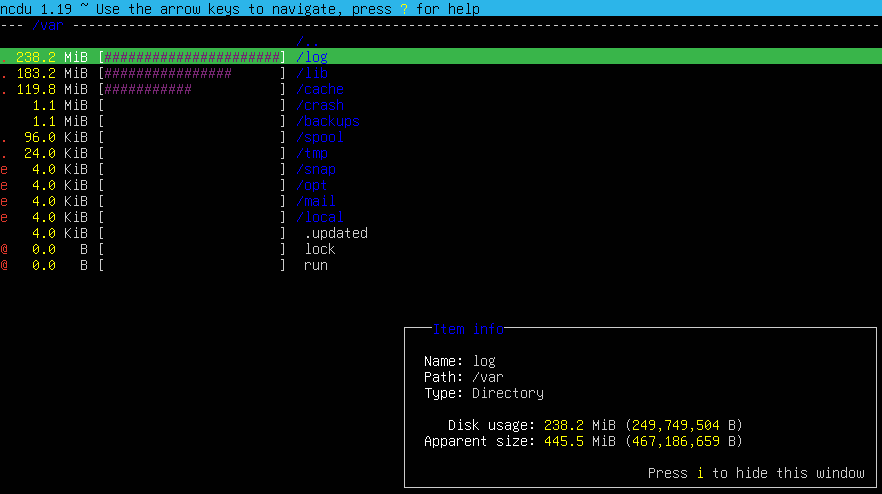 ncdu 1.19 ~ Use the arrow keys to navigate, press ? for help
--- /var ---
/..
. 238.2 MiB [######################] /log
. 183.2 MiB [################      ] /lib
. 119.8 MiB [###########           ] /cache
1.1 MiB [                      ] /crash
1.1 MiB [                      ] /backups
. 96.0 KiB [                      ] /spool
. 24.0 KiB [                      ] /tmp
e 4.0 KiB [                      ] /snap
e 4.0 KiB [                      ] /opt
e 4.0 KiB [                      ] /mail
e 4.0 KiB [                      ] /local
4.0 KiB [                      ] .updated
@ 0.0 B [                      ] lock
@ 0.0 B [                      ] run
Item info
Name: log
Path: /var
Type: Directory
Disk usage: 238.2 MiB (249,749,504 B)
Apparent size: 445.5 MiB (467,186,659 B)
Press i to hide this window